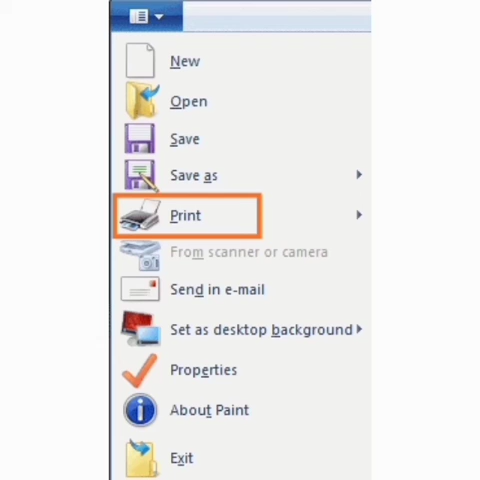 New
Open
Save
Save as
Print
From scanner or camera
Send in e-mail
Set as desktop background
Properties
About Paint
Exit